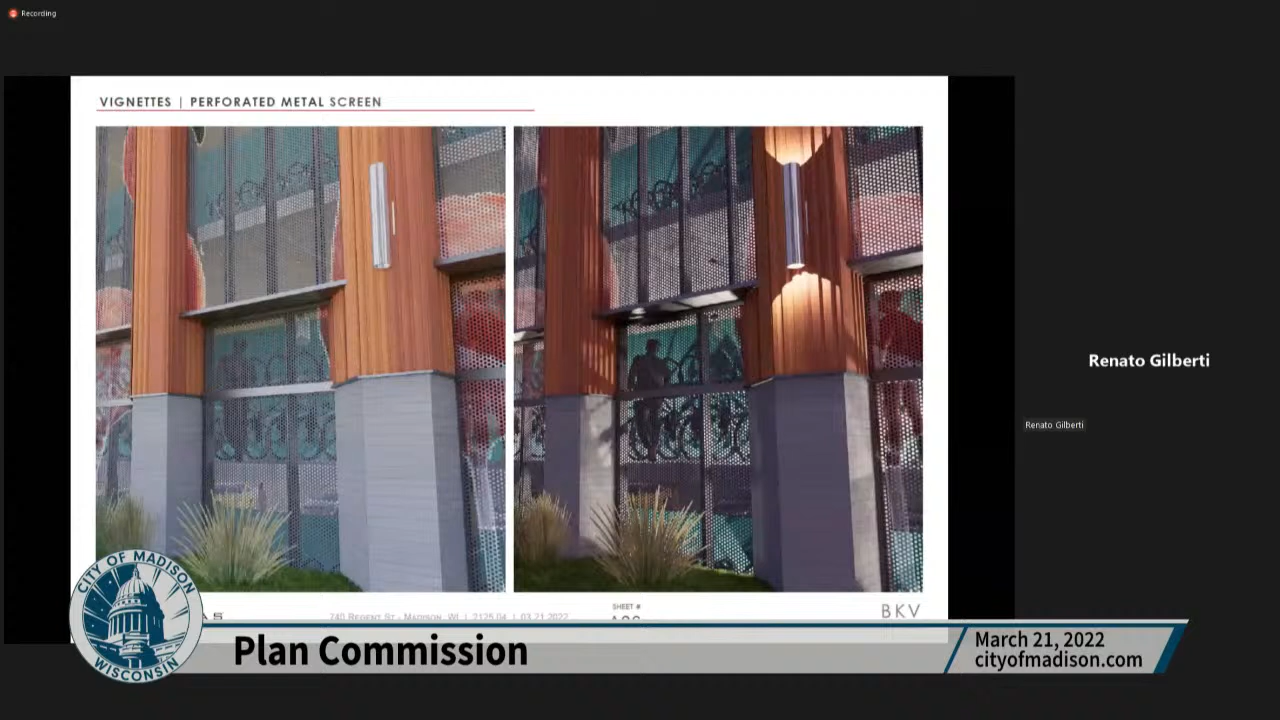 Recording
VIGNETTES | PERFORATED METAL SCREEN
Renato Gilberti
Renato Gilberti
740 REGENT ST - MADISON, WI | 2125.04 | 03.21.2022
SHEET #
BKV
CITY OF MADISON
WISCONSIN
Plan Commission
March 21, 2022
cityofmadison.com